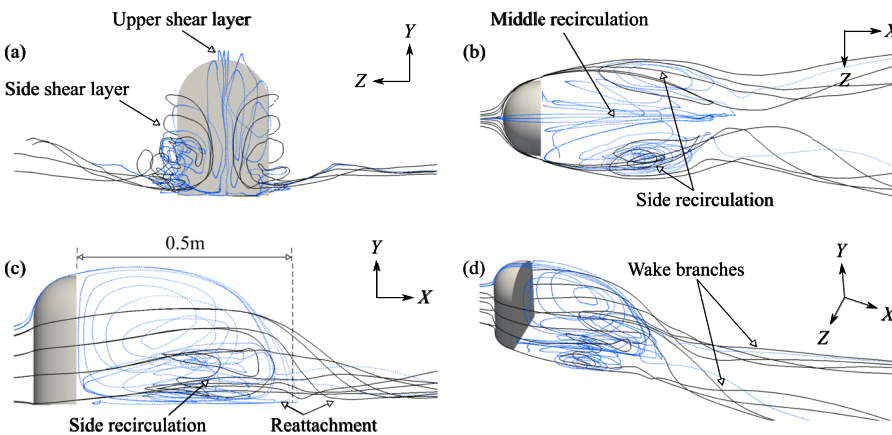 (a)
Upper shear layer
Side shear layer
Y
Z
(b)
Middle recirculation
X
Z
Side recirculation
(c)
0.5m
Y
X
Side recirculation
Reattachment
(d)
Wake branches
Y
X
Z